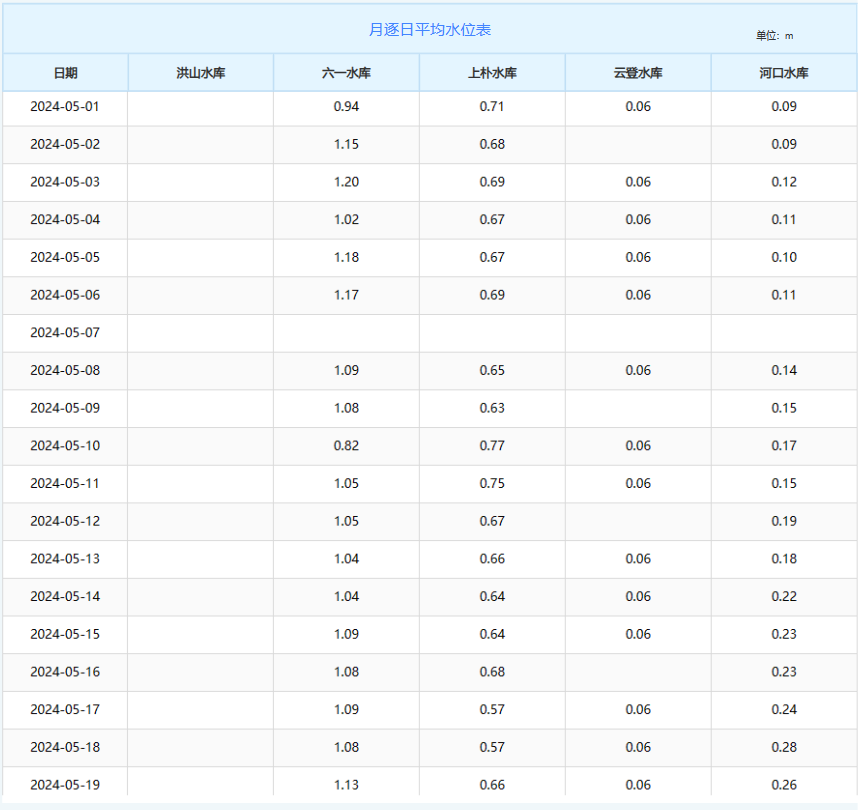 月逐日平均水位表
单位: m
日期 洪山水库 六一水库 上朴水库 云登水库 河口水库
2024-05-01 0.94 0.71 0.06 0.09
2024-05-02 1.15 0.68 0.09
2024-05-03 1.20 0.69 0.06 0.12
2024-05-04 1.02 0.67 0.06 0.11
2024-05-05 1.18 0.67 0.06 0.10
2024-05-06 1.17 0.69 0.06 0.11
2024-05-07
2024-05-08 1.09 0.65 0.06 0.14
2024-05-09 1.08 0.63 0.15
2024-05-10 0.82 0.77 0.06 0.17
2024-05-11 1.05 0.75 0.06 0.15
2024-05-12 1.05 0.67 0.19
2024-05-13 1.04 0.66 0.06 0.18
2024-05-14 1.04 0.64 0.06 0.22
2024-05-15 1.09 0.64 0.06 0.23
2024-05-16 1.08 0.68 0.23
2024-05-17 1.09 0.57 0.06 0.24
2024-05-18 1.08 0.57 0.06 0.28
2024-05-19 1.13 0.66 0.06 0.26